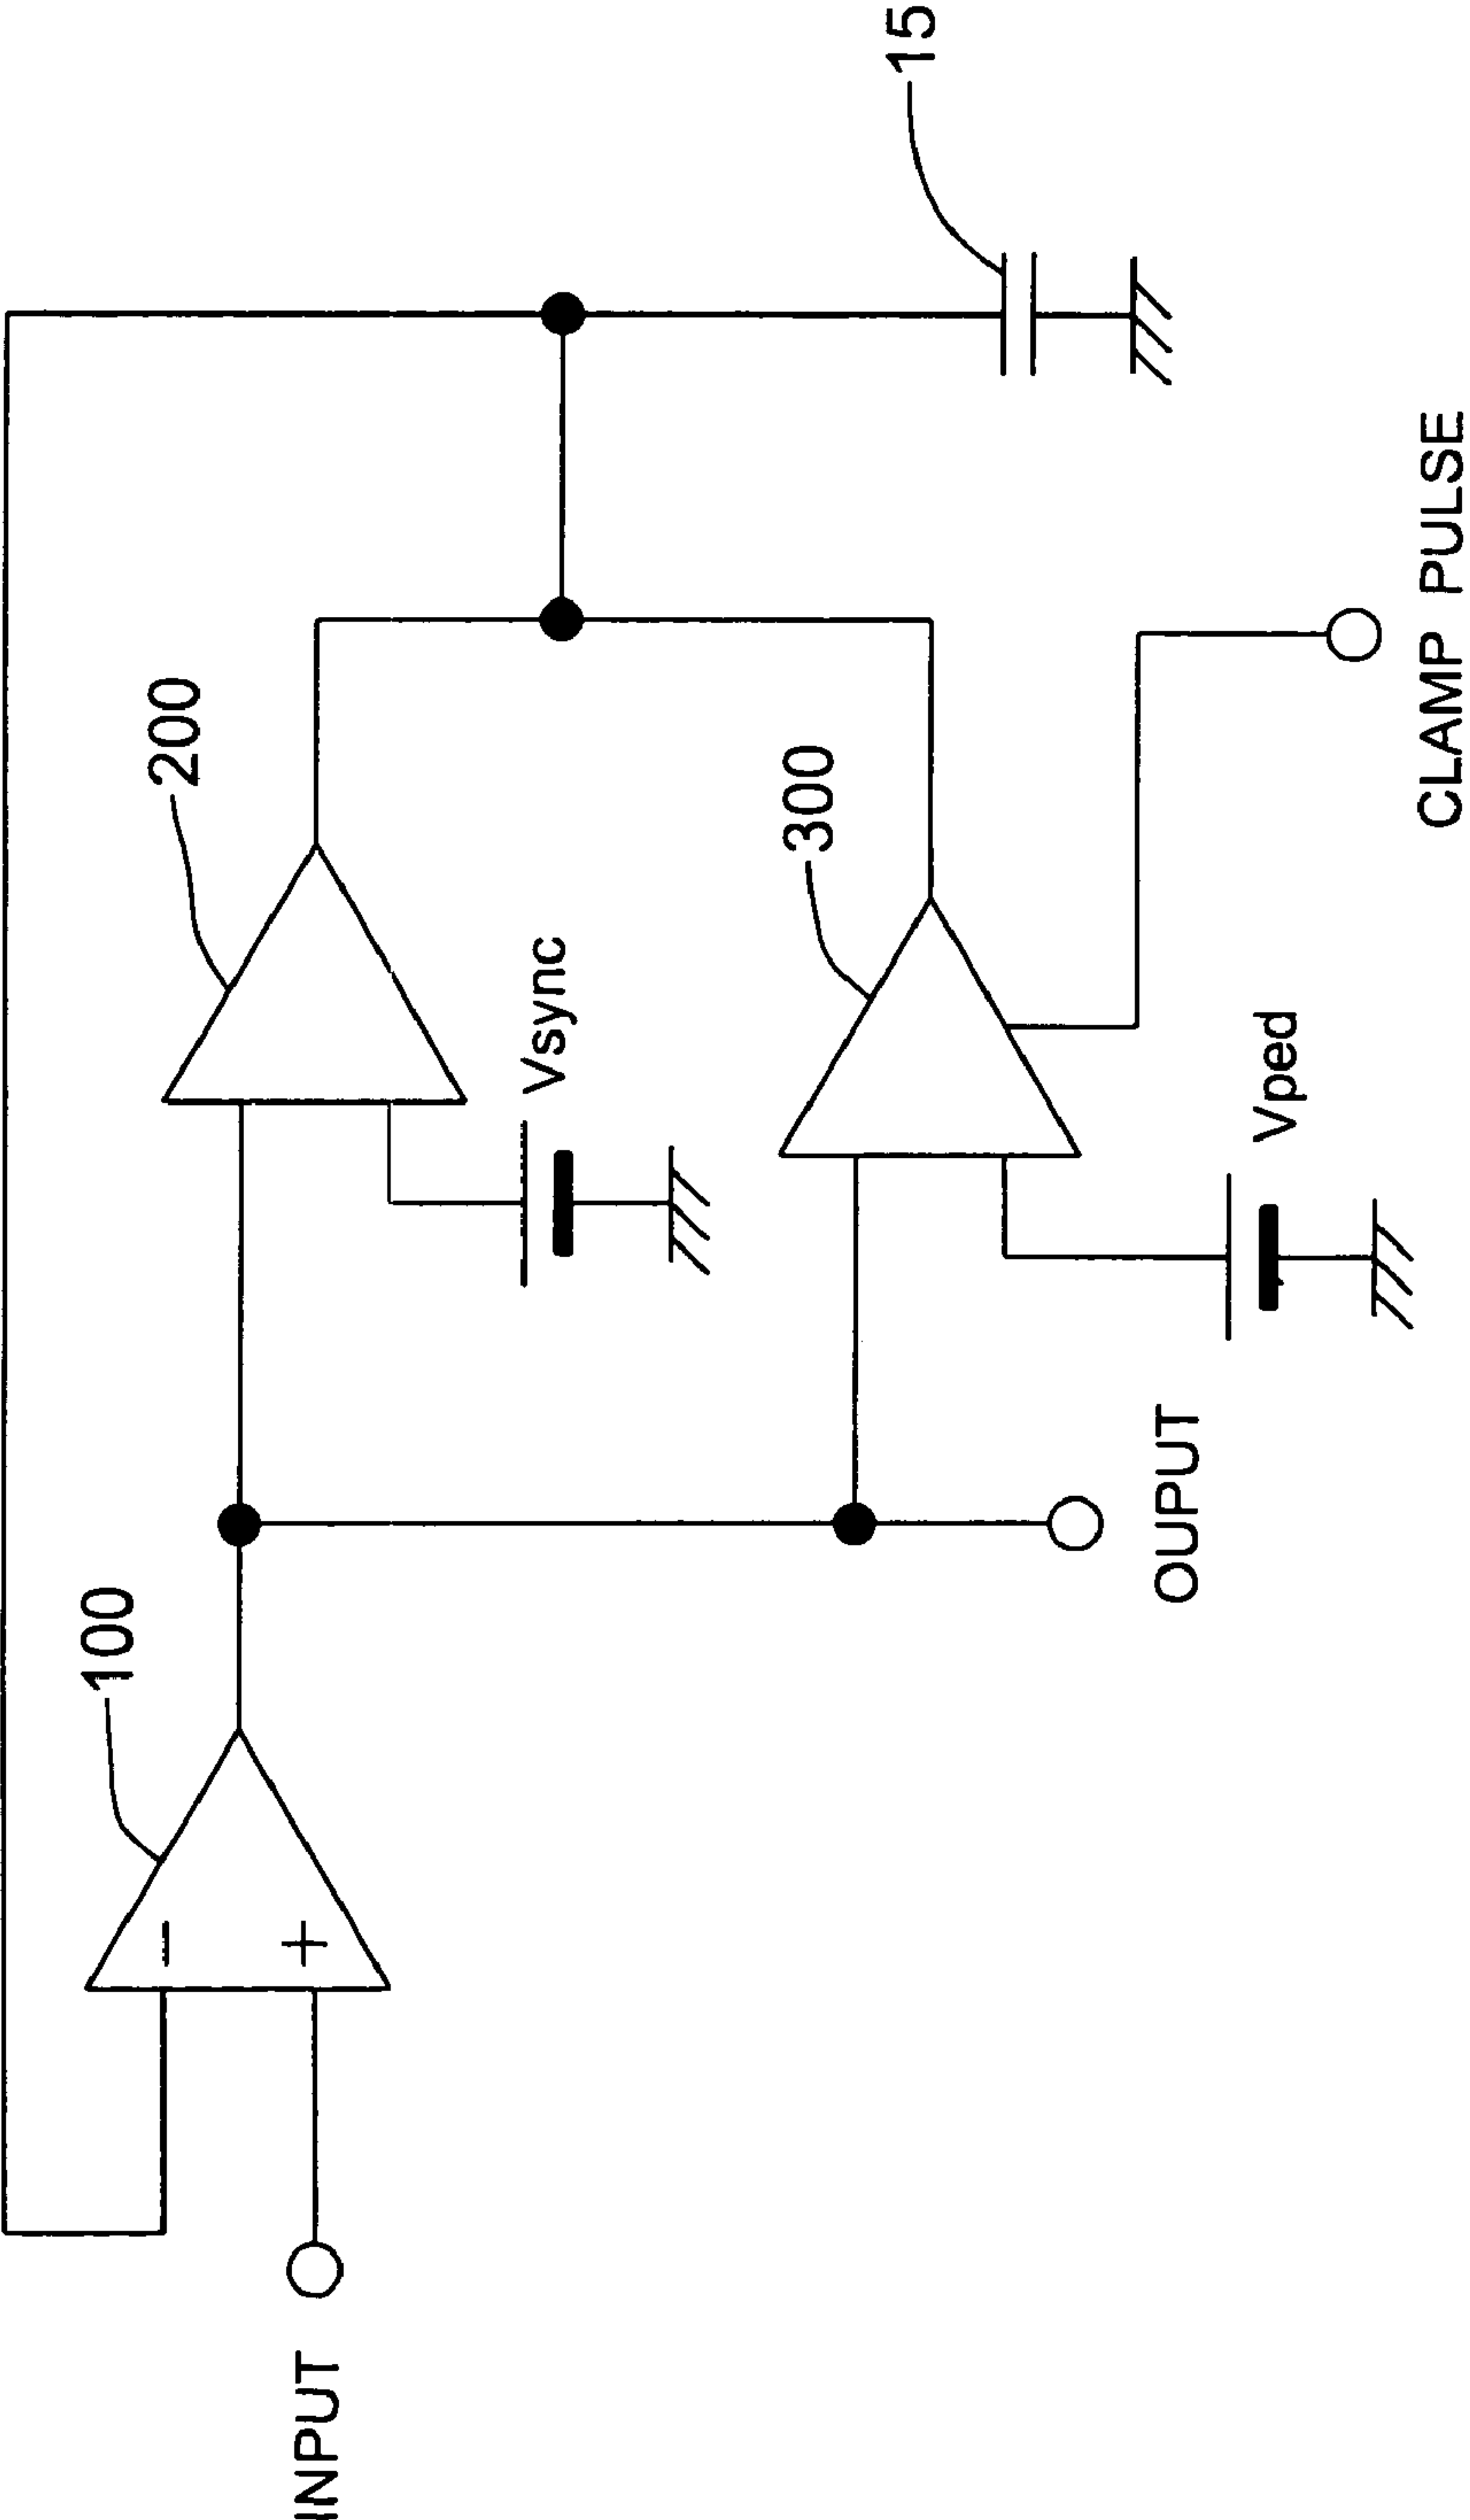 INPUT
100
−
+
OUPUT
200
Vsync
300
Vped
CLAMP PULSE
15